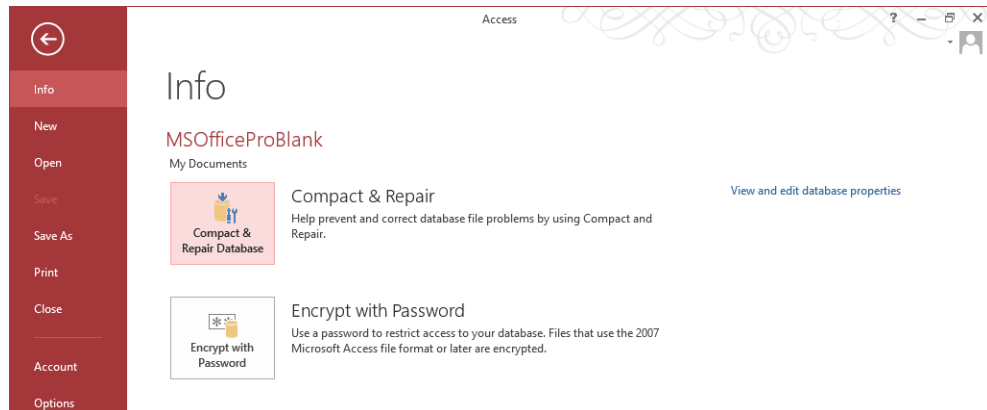 Access
?
Info
New
Open
Save
Save As
Print
Close
Account
Options
Info
MSOfficeProBlank
My Documents
Compact &
Repair Database
Compact & Repair
Help prevent and correct database file problems by using Compact and
Repair.
View and edit database properties
Encrypt with
Password
Encrypt with Password
Use a password to restrict access to your database. Files that use the 2007
Microsoft Access file format or later are encrypted.